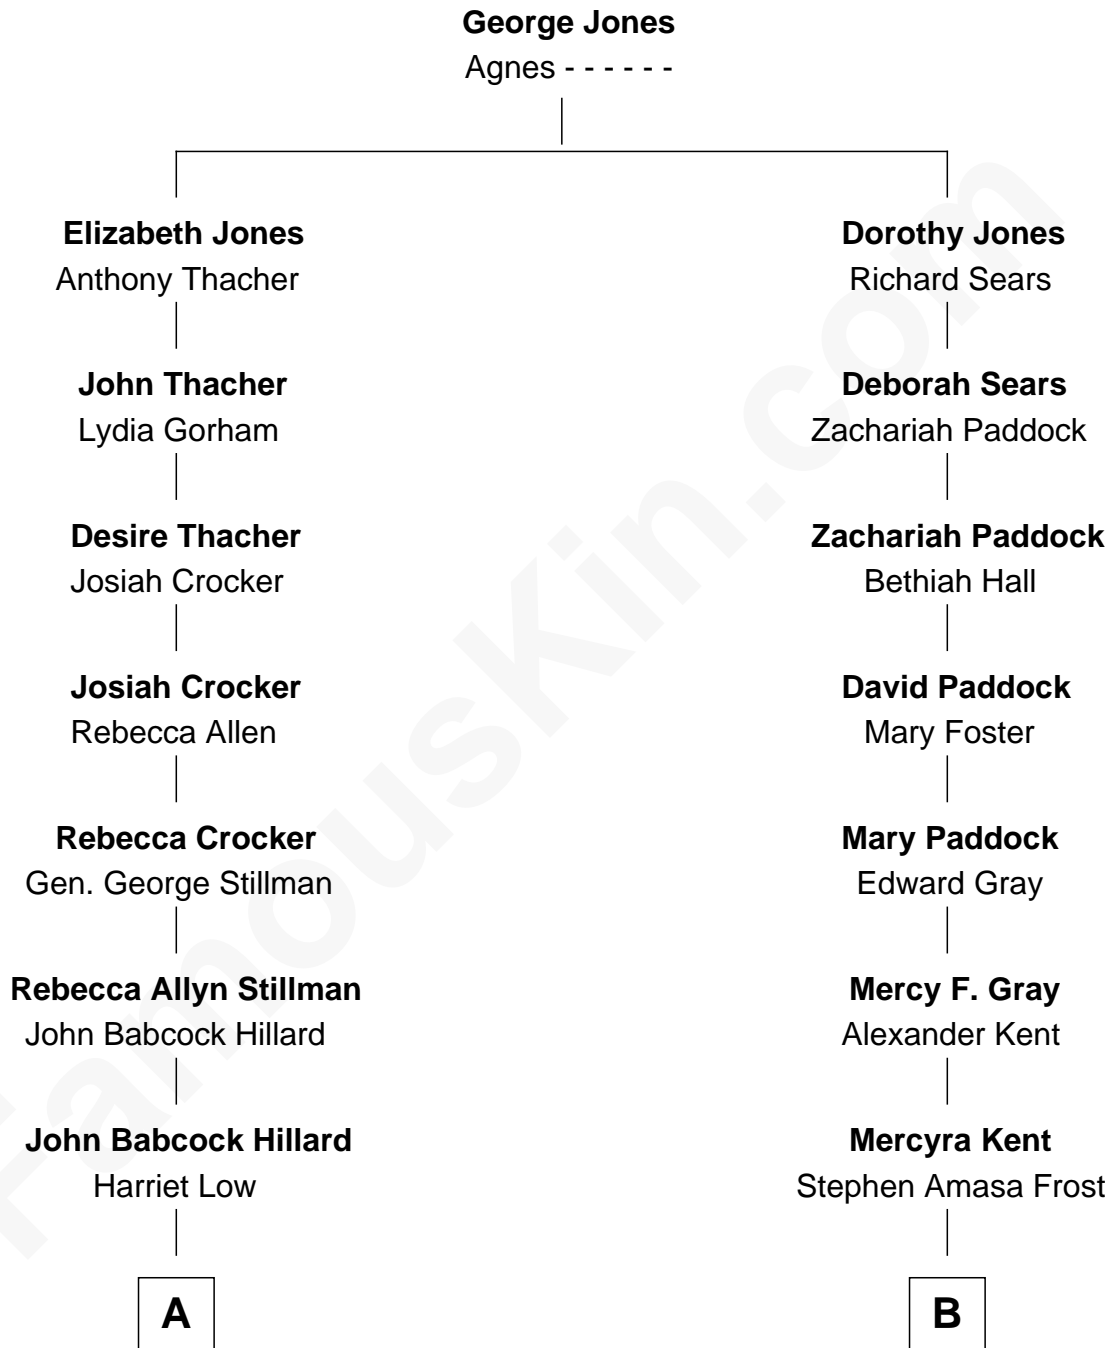 George Jones
Agnes - - - - - -
Elizabeth Jones
Anthony Thacher
Dorothy Jones
Richard Sears
John Thacher
Lydia Gorham
Deborah Sears
Zachariah Paddock
Desire Thacher
Josiah Crocker
Zachariah Paddock
Bethiah Hall
Josiah Crocker
Rebecca Allen
David Paddock
Mary Foster
Rebecca Crocker
Gen. George Stillman
Mary Paddock
Edward Gray
Rebecca Allyn Stillman
John Babcock Hillard
Mercy F. Gray
Alexander Kent
John Babcock Hillard
Harriet Low
Mercyra Kent
Stephen Amasa Frost
A
B
FamousKin.com